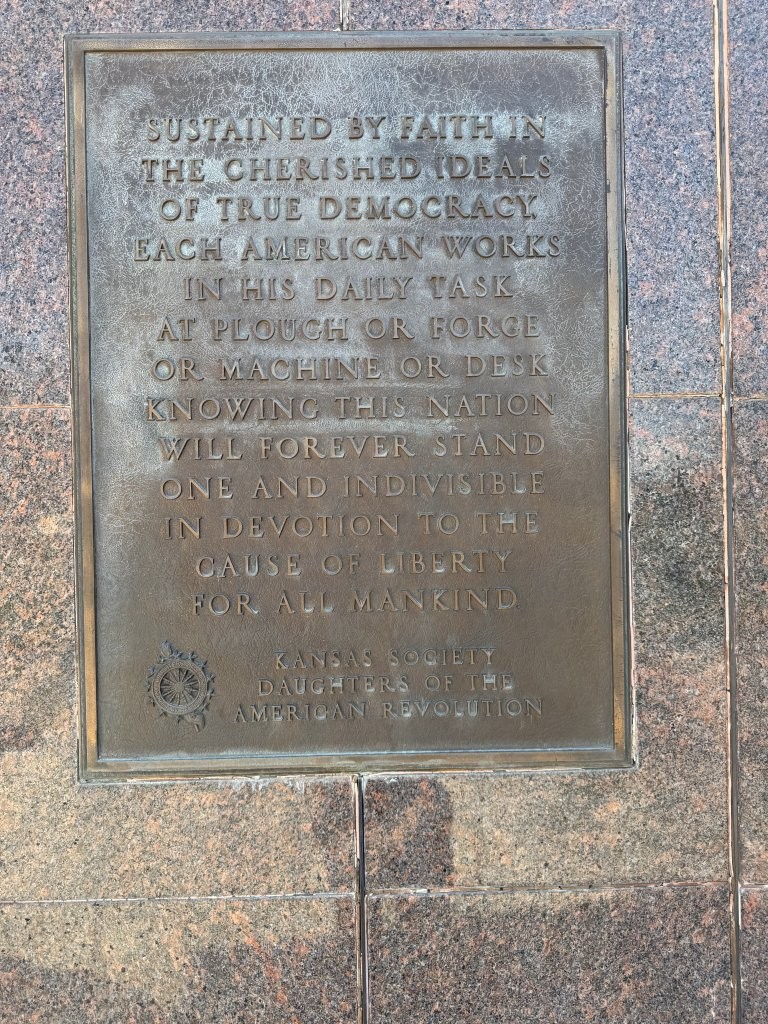 SUSTAINED BY FAITH IN
THE CHERISHED IDEALS
OF TRUE DEMOCRACY,
EACH AMERICAN WORKS
IN HIS DAILY TASK
AT PLOUGH OR FORGE
OR MACHINE OR DESK
KNOWING THIS NATION
WILL FOREVER STAND
ONE AND INDIVISIBLE
IN DEVOTION TO THE
CAUSE OF LIBERTY
FOR ALL MANKIND
KANSAS SOCIETY
DAUGHTERS OF THE
AMERICAN REVOLUTION